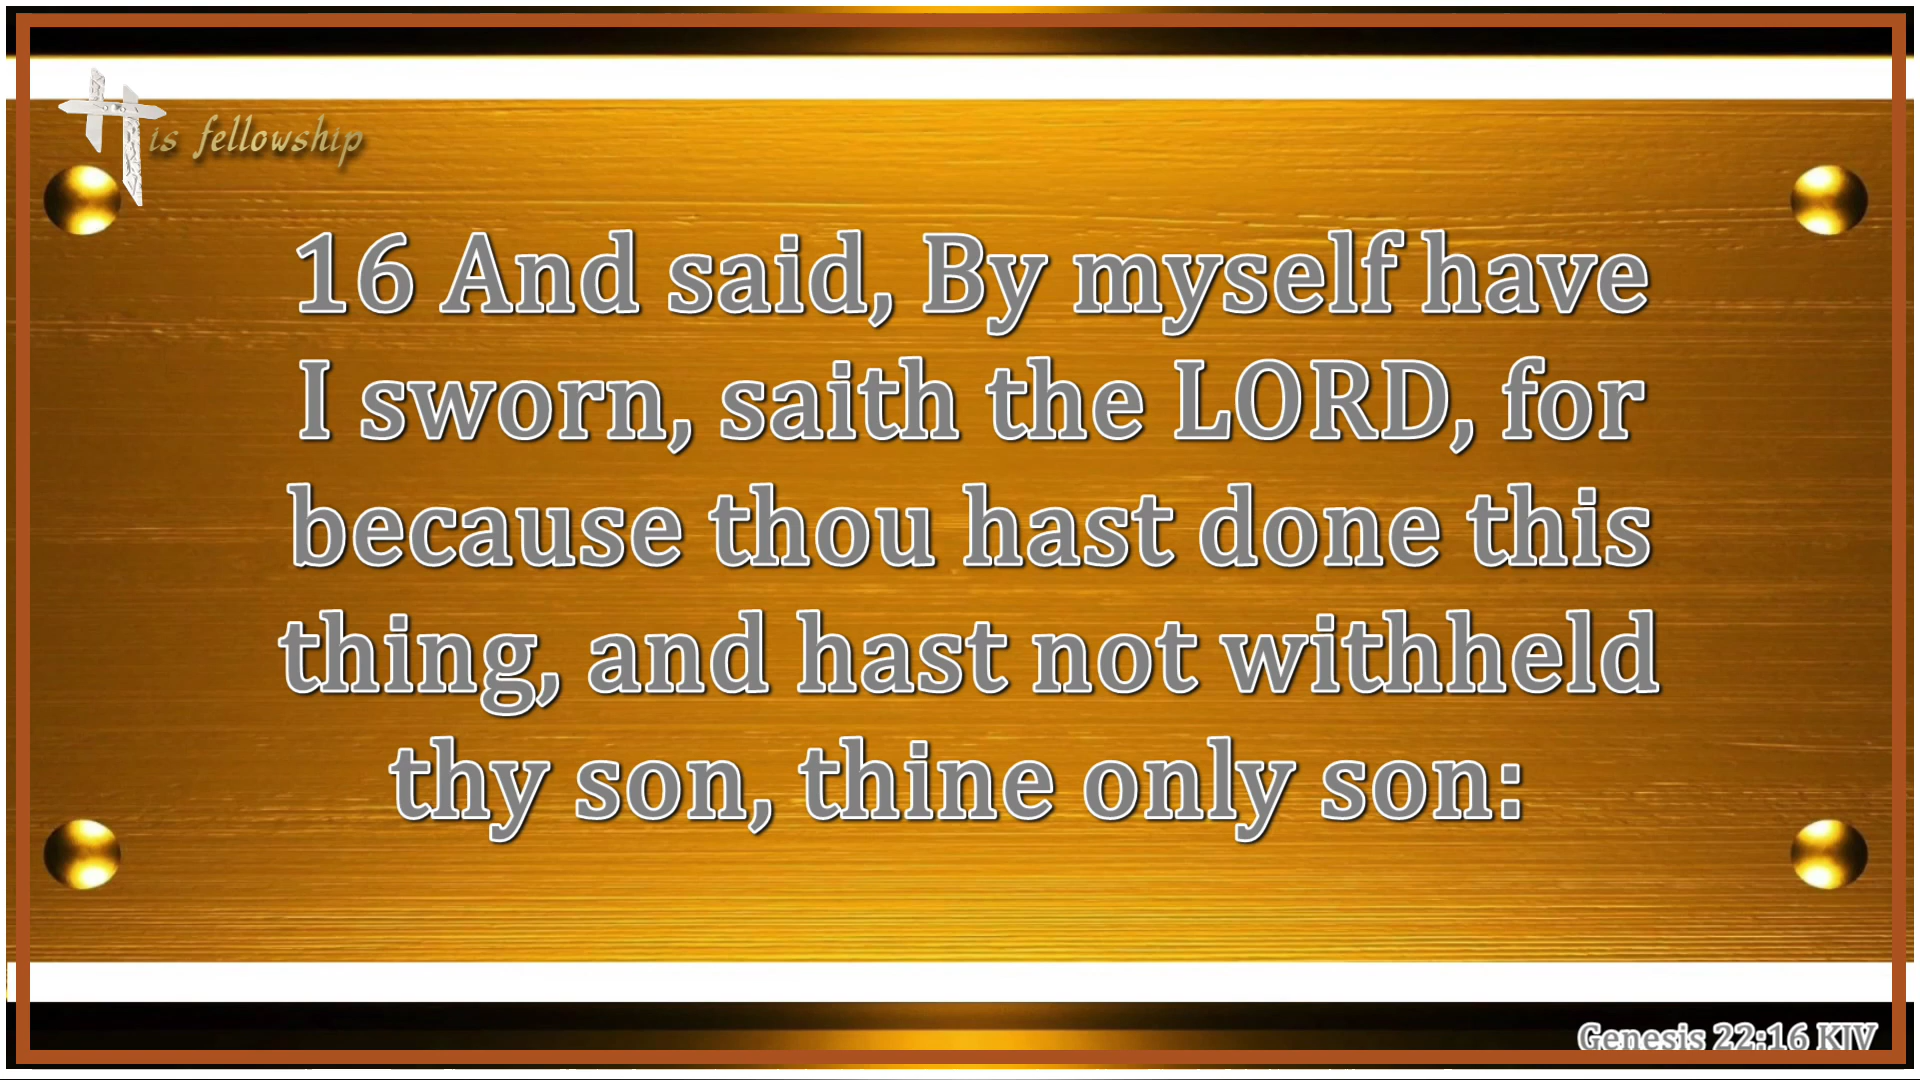 His fellowship
16 And said, By myself have
I sworn, saith the LORD, for
because thou hast done this
thing, and hast not withheld
thy son, thine only son:
Genesis 22:16 KJV